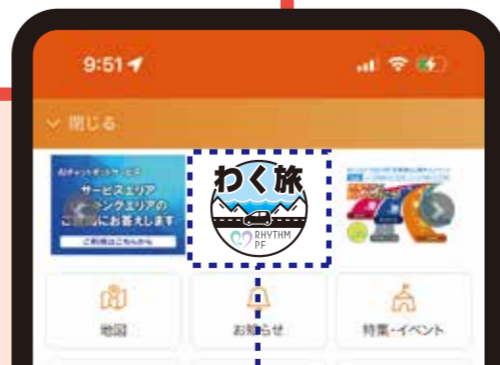 9:51
閉じる
AIチャットボットサービス
サービスエリア
パーキングエリアの
ご質問にお答えします
ご利用はこちらから
わく旅
RHYTHM
PF
地図
お知らせ
特集・イベント